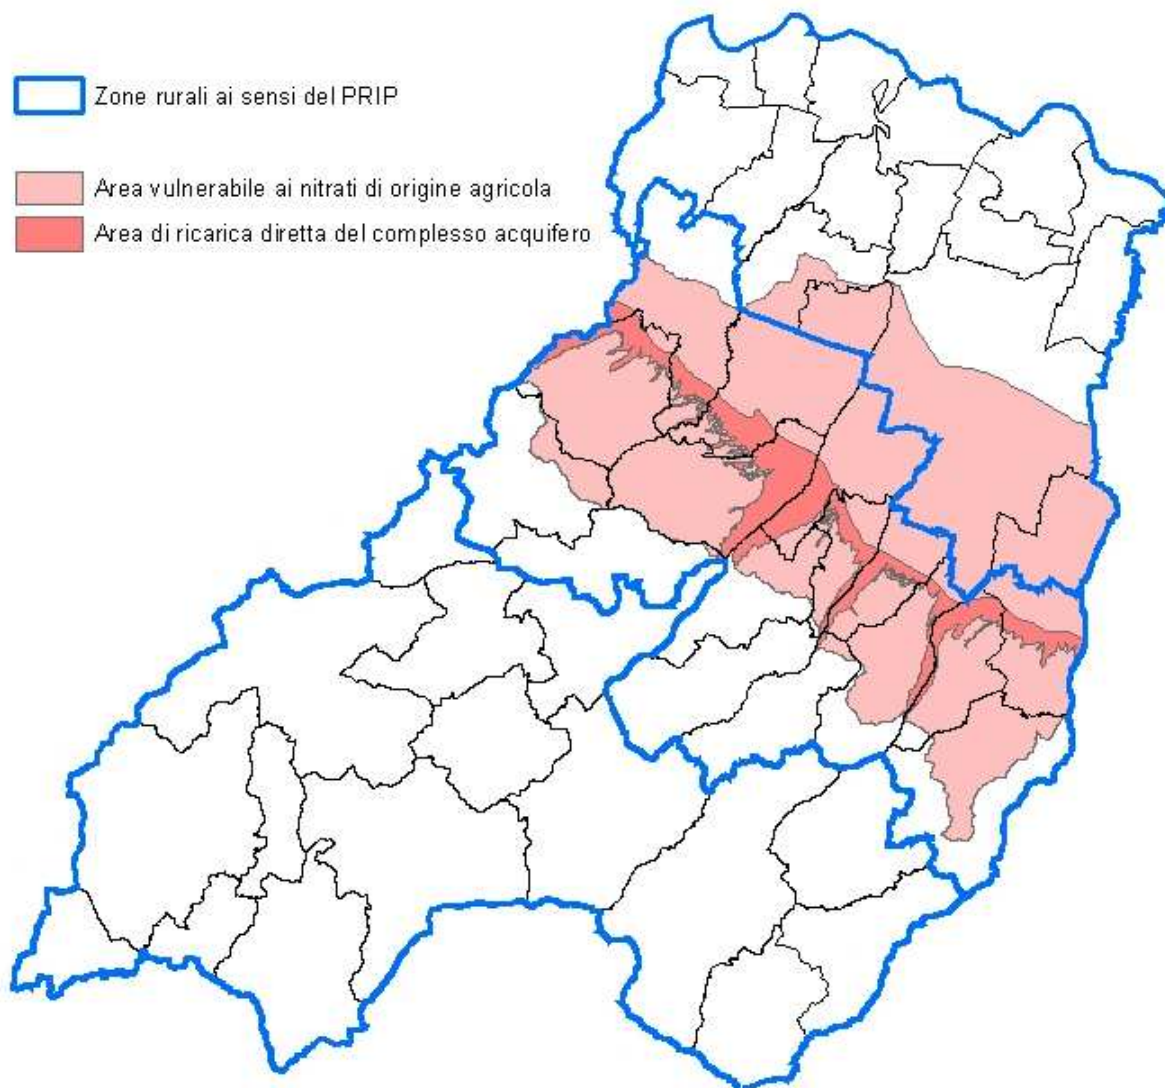 Zone rurali ai sensi del PRIP
Area vulnerabile ai nitrati di origine agricola
Area di ricarica diretta del complesso acquifero